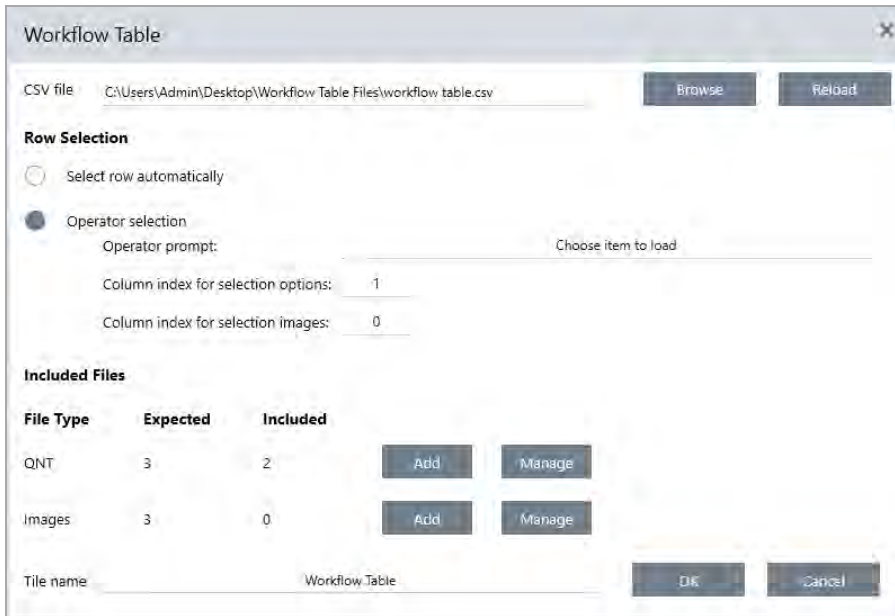 Workflow Table
CSV file C:\Users\Admin\Desktop\Workflow Table Files\workflow table.csv Browse Reload
Row Selection
Select row automatically
Operator selection
Operator prompt: Choose item to load
Column index for selection options: 1
Column index for selection images: 0
Included Files
File Type Expected Included
QNT 3 2 Add Manage
Images 3 0 Add Manage
Tile name Workflow Table OK Cancel